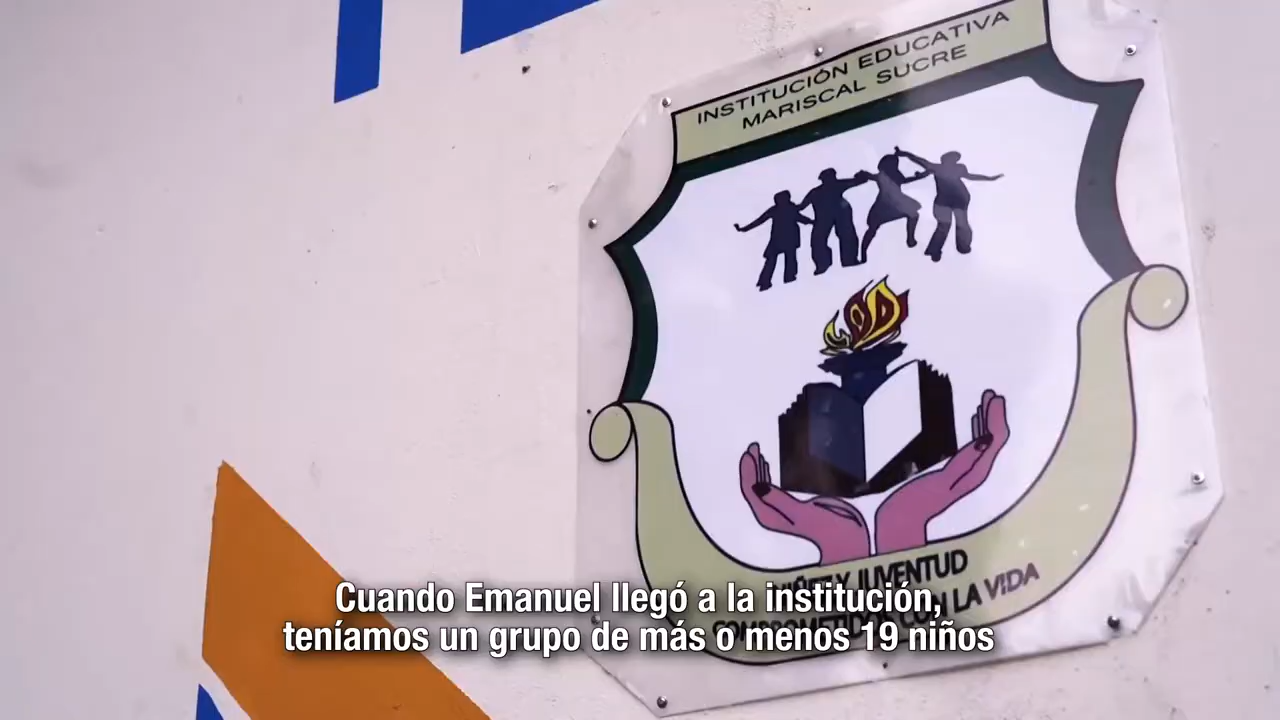 INSTITUCIÓN EDUCATIVA
MARISCAL SUCRE
Y JUVENTUD
LA VIDA
Cuando Emanuel llegó a la institución,
teníamos un grupo de más o menos 19 niños